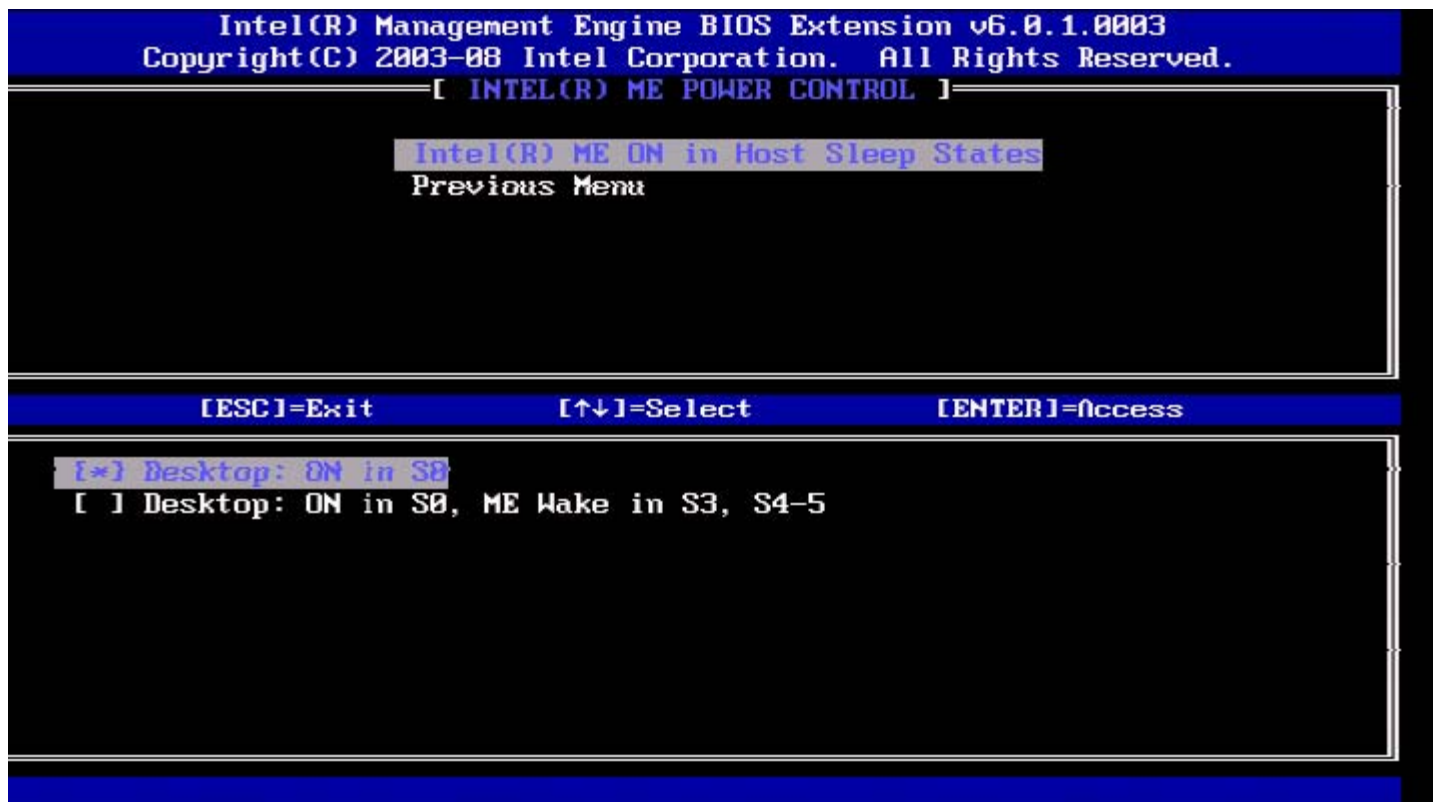 Intel(R) Management Engine BIOS Extension v6.0.1.0003
Copyright(C) 2003-08 Intel Corporation. All Rights Reserved.
[ INTEL(R) ME POWER CONTROL ]
Intel(R) ME ON in Host Sleep States
Previous Menu
[ESC]=Exit [↑↓]=Select [ENTER]=Access
[*] Desktop: ON in S0
[ ] Desktop: ON in S0, ME Wake in S3, S4-5